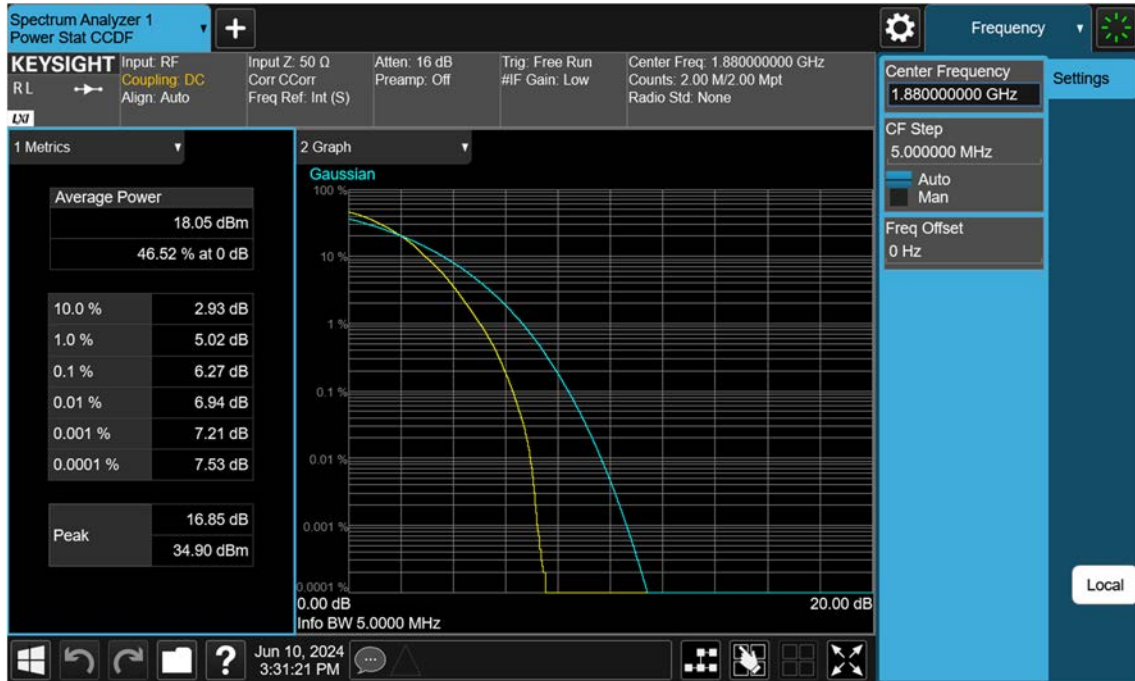 Spectrum Analyzer 1
Power Stat CCDF
Frequency
KEYSIGHT
R L
LXI
Input: RF
Coupling: DC
Align: Auto
Input Z: 50 Ω
Corr CCorr
Freq Ref: Int (S)
Atten: 16 dB
Preamp: Off
Trig: Free Run
#IF Gain: Low
Center Freq: 1.880000000 GHz
Counts: 2.00 M/2.00 Mpt
Radio Std: None
Center Frequency
1.880000000 GHz
Settings
CF Step
5.000000 MHz
Auto
Man
Freq Offset
0 Hz
1 Metrics
Average Power
18.05 dBm
46.52 % at 0 dB
10.0 % 2.93 dB
1.0 % 5.02 dB
0.1 % 6.27 dB
0.01 % 6.94 dB
0.001 % 7.21 dB
0.0001 % 7.53 dB
Peak
16.85 dB
34.90 dBm
2 Graph
Gaussian
100 %
10 %
1 %
0.1 %
0.01 %
0.001 %
0.0001 %
0.00 dB 20.00 dB
Info BW 5.0000 MHz
Local
?
Jun 10, 2024
3:31:21 PM